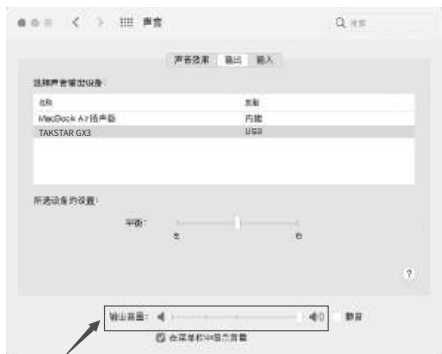 声音
搜索
声音效果 输出 输入
选择声音输出设备:
名称 类型
MacBook Air扬声器 内建
TAKSTAR GX3 USB
所选设备的设置:
平衡:
左 右
?
输出音量: 静音
在菜单栏中显示音量